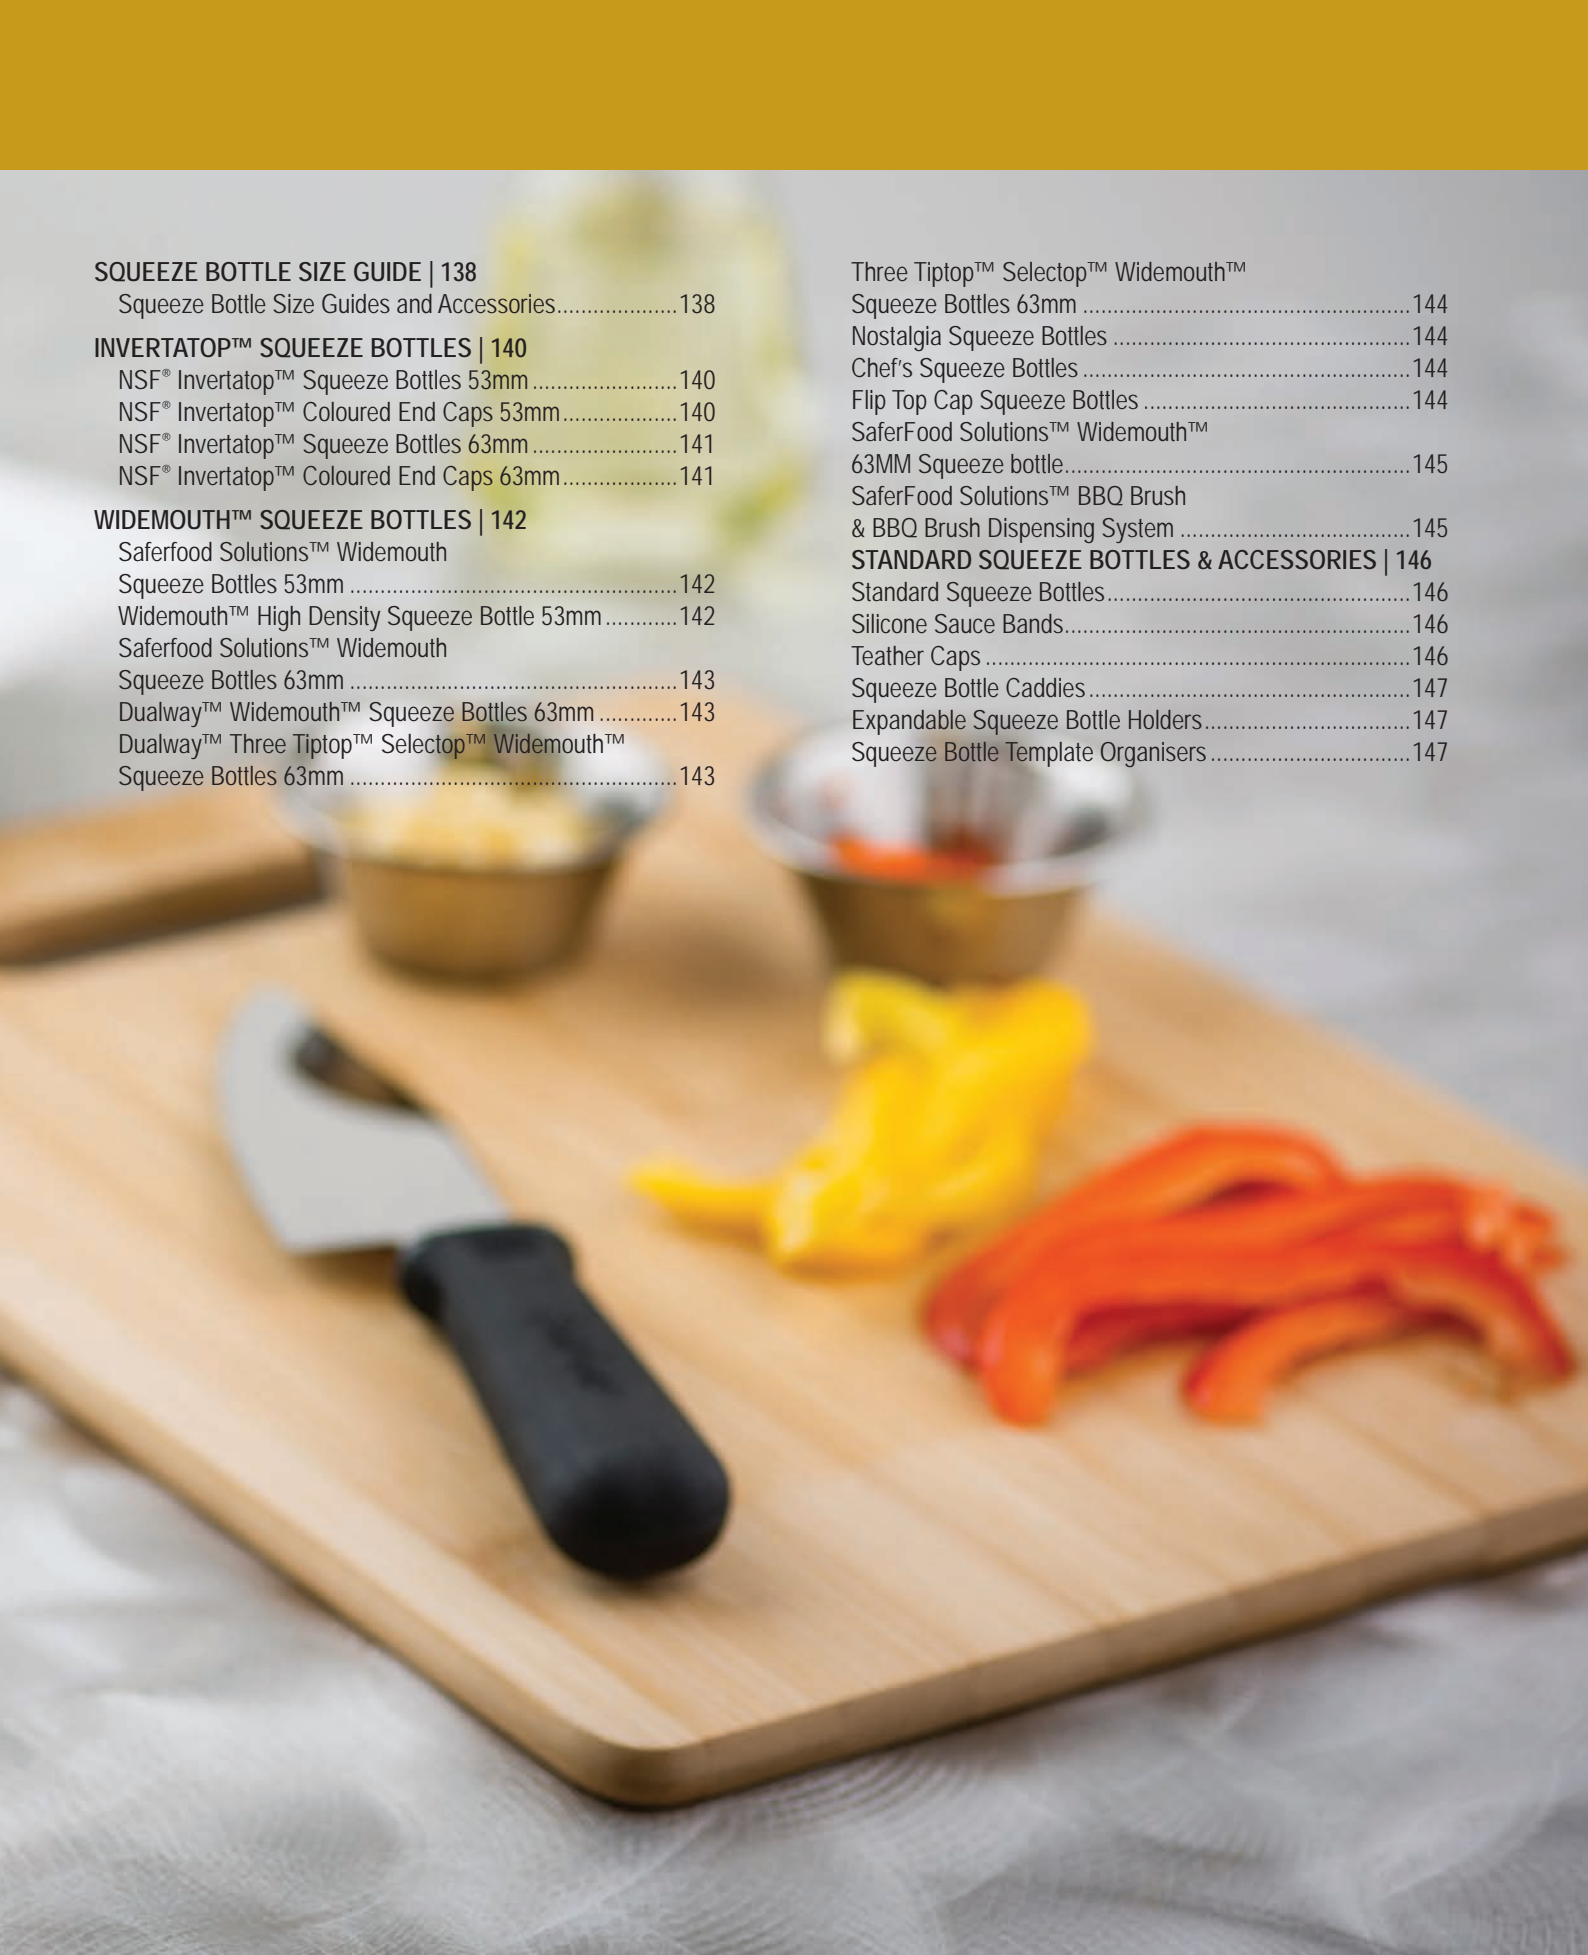 SQUEEZE BOTTLE SIZE GUIDE | 138
Squeeze Bottle Size Guides and Accessories....................138
INVERTATOP™ SQUEEZE BOTTLES | 140
NSF® Invertatop™ Squeeze Bottles 53mm........................140
NSF® Invertatop™ Coloured End Caps 53mm...................140
NSF® Invertatop™ Squeeze Bottles 63mm........................141
NSF® Invertatop™ Coloured End Caps 63mm...................141
WIDEMOUTH™ SQUEEZE BOTTLES | 142
Saferfood Solutions™ Widemouth
Squeeze Bottles 53mm ......................................................142
Widemouth™ High Density Squeeze Bottle 53mm............142
Saferfood Solutions™ Widemouth
Squeeze Bottles 63mm ......................................................143
Dualway™ Widemouth™ Squeeze Bottles 63mm .............143
Dualway™ Three Tiptop™ Selectop™ Widemouth™
Squeeze Bottles 63mm ......................................................143
Three Tiptop™ Selectop™ Widemouth™
Squeeze Bottles 63mm ......................................................144
Nostalgia Squeeze Bottles .................................................144
Chef's Squeeze Bottles ......................................................144
Flip Top Cap Squeeze Bottles ............................................144
SaferFood Solutions™ Widemouth™
63MM Squeeze bottle.........................................................145
SaferFood Solutions™ BBQ Brush
& BBQ Brush Dispensing System ......................................145
STANDARD SQUEEZE BOTTLES & ACCESSORIES | 146
Standard Squeeze Bottles..................................................146
Silicone Sauce Bands.........................................................146
Teather Caps ......................................................................146
Squeeze Bottle Caddies.....................................................147
Expandable Squeeze Bottle Holders..................................147
Squeeze Bottle Template Organisers.................................147